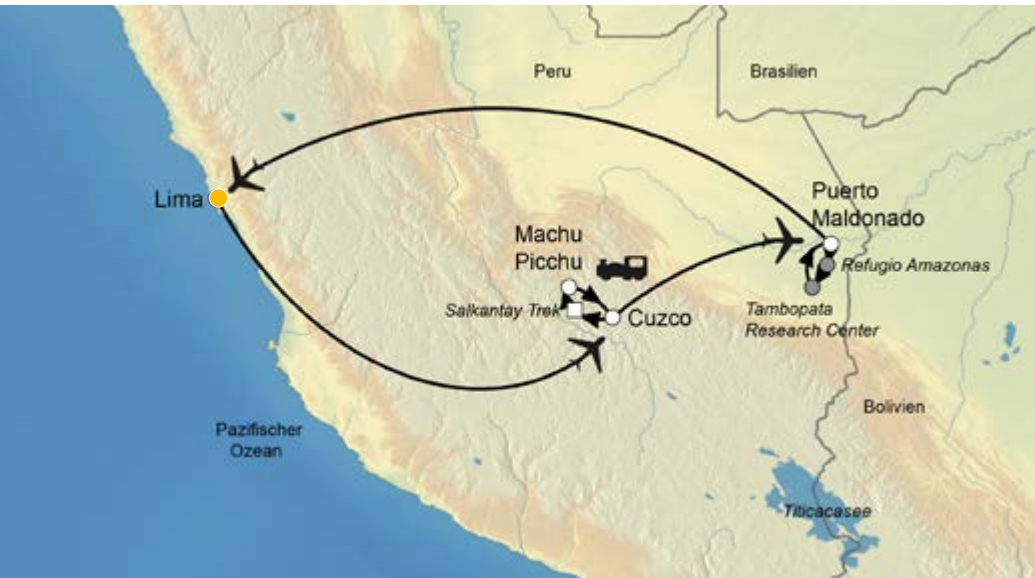 Peru
Brasilien
Lima
Puerto
Maldonado
Machu
Picchu
Refugio Amazonas
Salkantay Trek
Cuzco
Tambopata
Research Center
Bolivien
Pazifischer
Ozean
Titicacasee